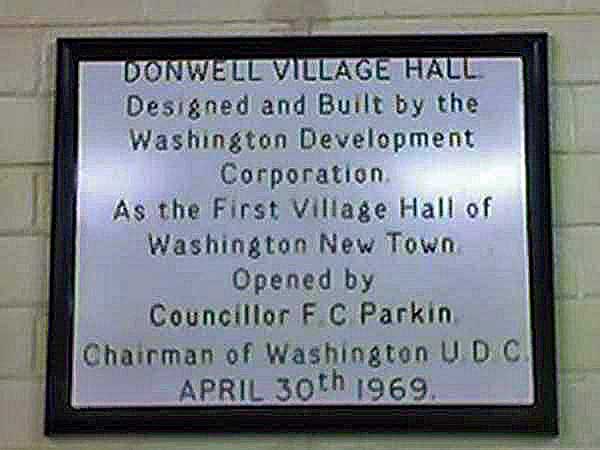 DONWELL VILLAGE HALL.
Designed and Built by the
Washington Development
Corporation.
As the First Village Hall of
Washington New Town.
Opened by
Councillor F. C. Parkin.
Chairman of Washington U. D. C.
APRIL 30th 1969.